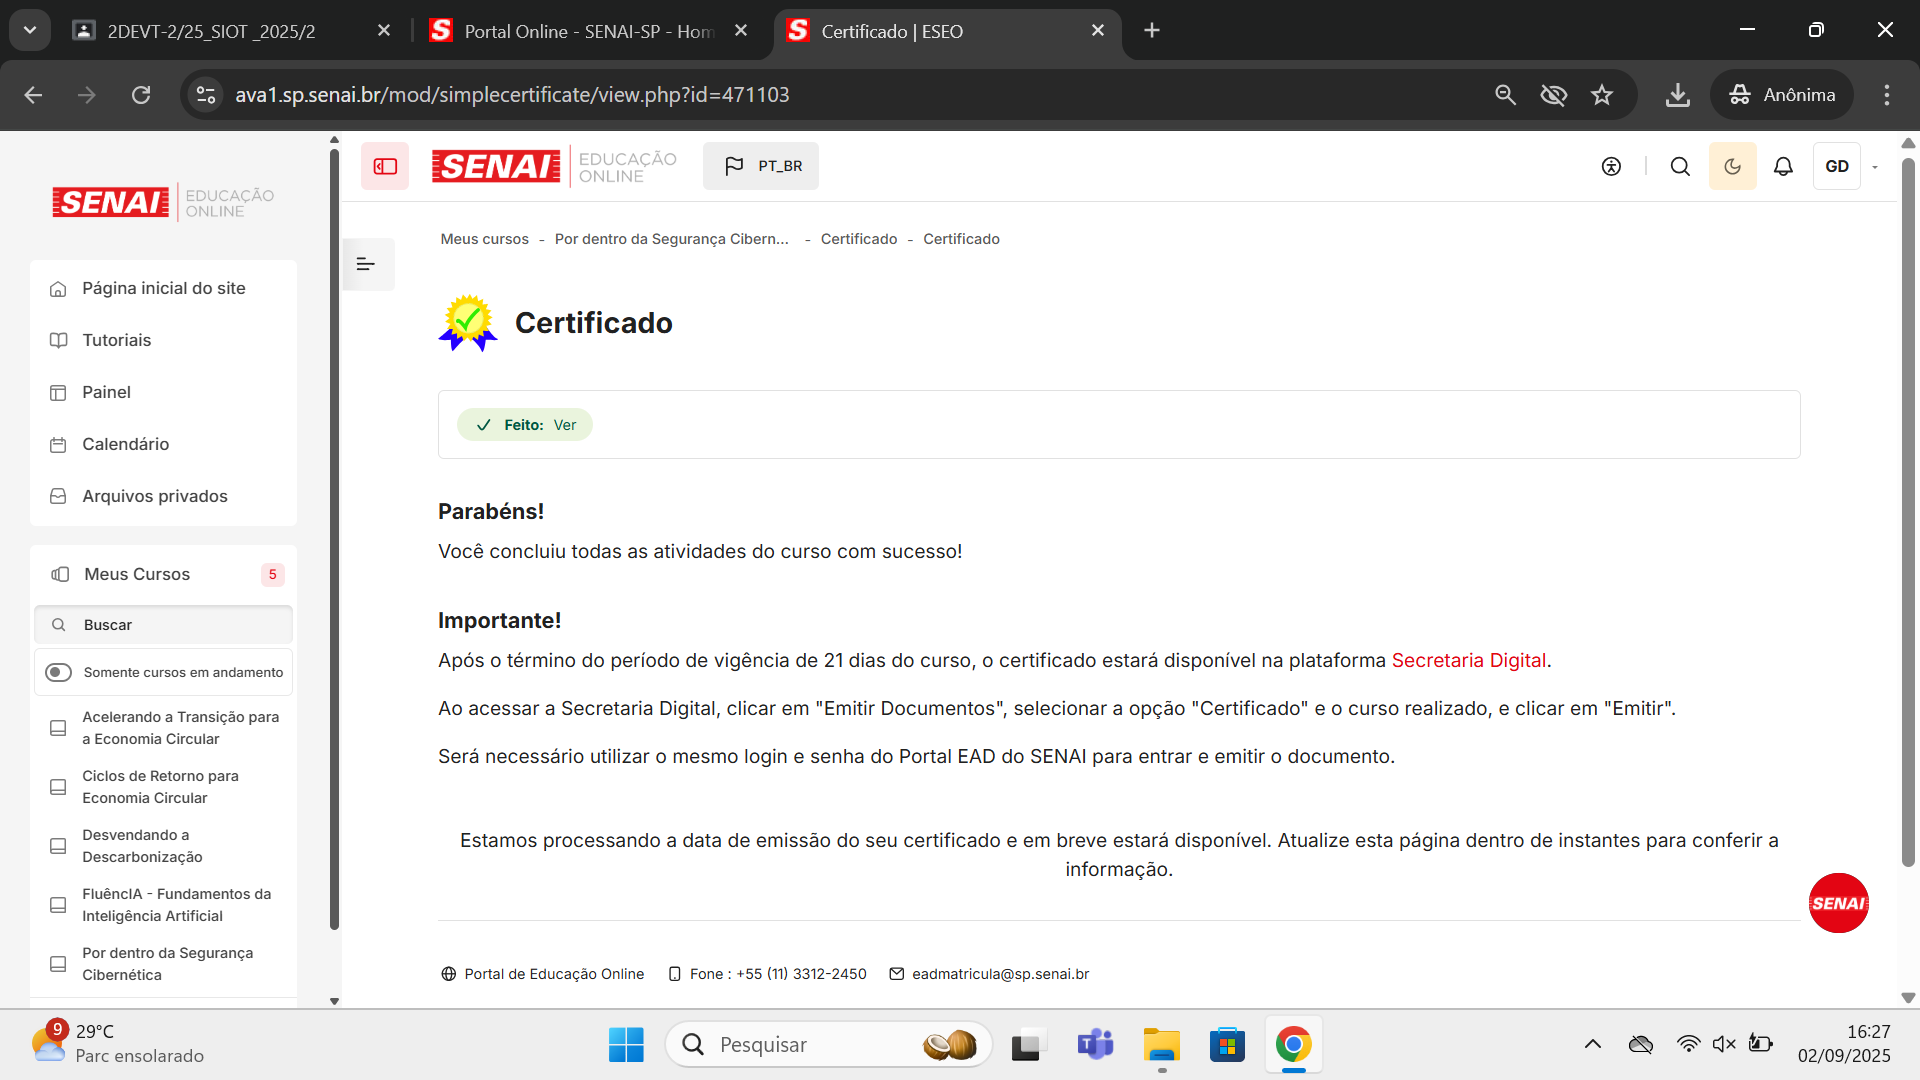 2DEVT-2/25_SIOT _2025/2
Portal Online - SENAI-SP - Hom
Certificado | ESEO
ava1.sp.senai.br/mod/simplecertificate/view.php?id=471103
Anônima
SENAI EDUCAÇÃO ONLINE
Página inicial do site
Tutoriais
Painel
Calendário
Arquivos privados
Meus Cursos 5
Buscar
Somente cursos em andamento
Acelerando a Transição para
a Economia Circular
Ciclos de Retorno para
Economia Circular
Desvendando a
Descarbonização
FluêncIA - Fundamentos da
Inteligência Artificial
Por dentro da Segurança
Cibernética
SENAI EDUCAÇÃO ONLINE
PT_BR
GD
Meus cursos - Por dentro da Segurança Cibern... - Certificado - Certificado
Certificado
Feito: Ver
Parabéns!
Você concluiu todas as atividades do curso com sucesso!
Importante!
Após o término do período de vigência de 21 dias do curso, o certificado estará disponível na plataforma Secretaria Digital.
Ao acessar a Secretaria Digital, clicar em "Emitir Documentos", selecionar a opção "Certificado" e o curso realizado, e clicar em "Emitir".
Será necessário utilizar o mesmo login e senha do Portal EAD do SENAI para entrar e emitir o documento.
Estamos processando a data de emissão do seu certificado e em breve estará disponível. Atualize esta página dentro de instantes para conferir a
informação.
SENAI
Portal de Educação Online Fone : +55 (11) 3312-2450 eadmatricula@sp.senai.br
9
29°C
Parc ensolarado
Pesquisar
16:27
02/09/2025